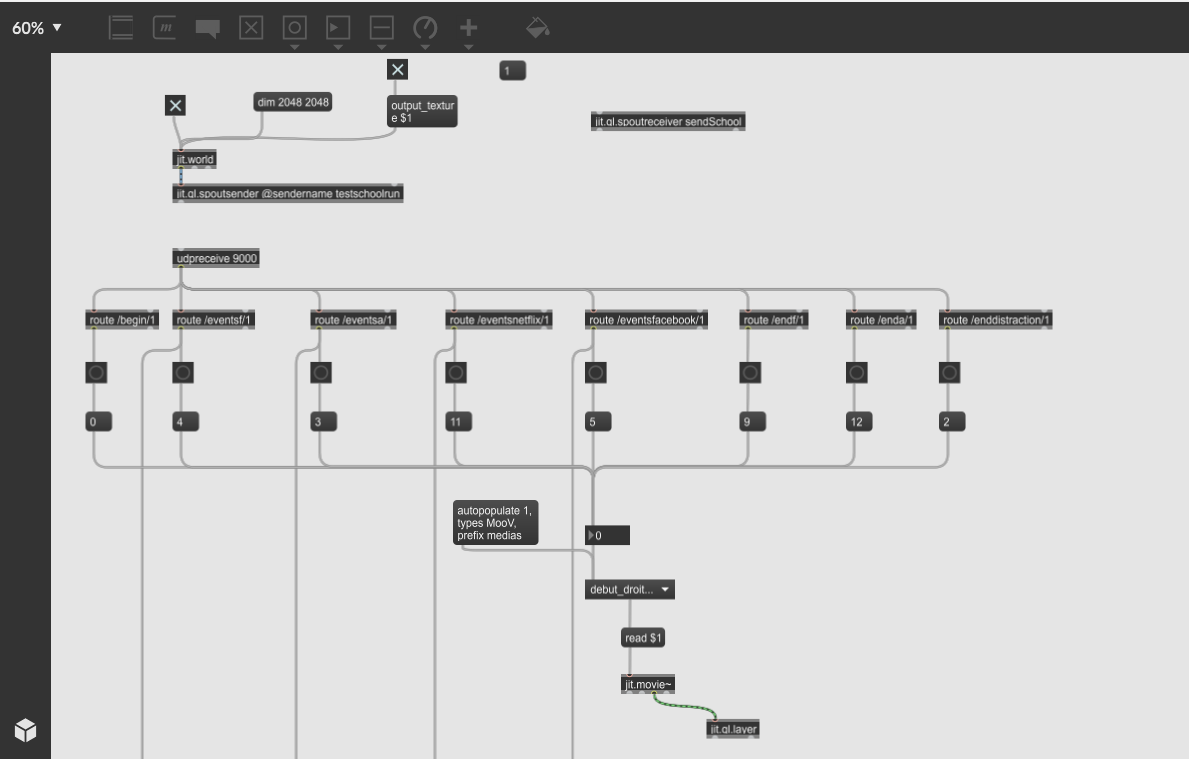 60%
m
1
dim 2048 2048
output_textur
e $1
jit.gl.spoutreceiver sendSchool
jit.world
jit.gl.spoutsender @sendername testschoolrun
udpreceive 9000
route /begin/1
route /eventsf/1
route /eventsa/1
route /eventsnetflix/1
route /eventsfacebook/1
route /endf/1
route /enda/1
route /enddistraction/1
0
4
3
11
5
9
12
2
autopopulate 1,
types MooV,
prefix medias
0
debut_droit...
read $1
jit.movie~
jit.gl.layer